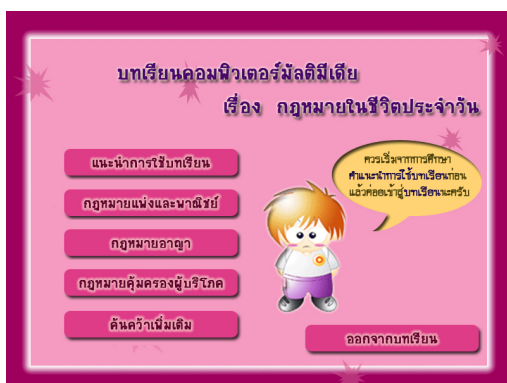 บทเรียนคอมพิวเตอร์มัลติมีเดีย
เรื่อง กฎหมายในชีวิตประจำวัน
แนะนำการใช้บทเรียน
กฎหมายแพ่งและพาณิชย์
กฎหมายอาญา
กฎหมายคุ้มครองผู้บริโภค
ค้นคว้าเพิ่มเติม
ควรเริ่มจากการศึกษา
คำแนะนำการใช้บทเรียนก่อน
แล้วค่อยเข้าสู่บทเรียนนะครับ
ออกจากบทเรียน